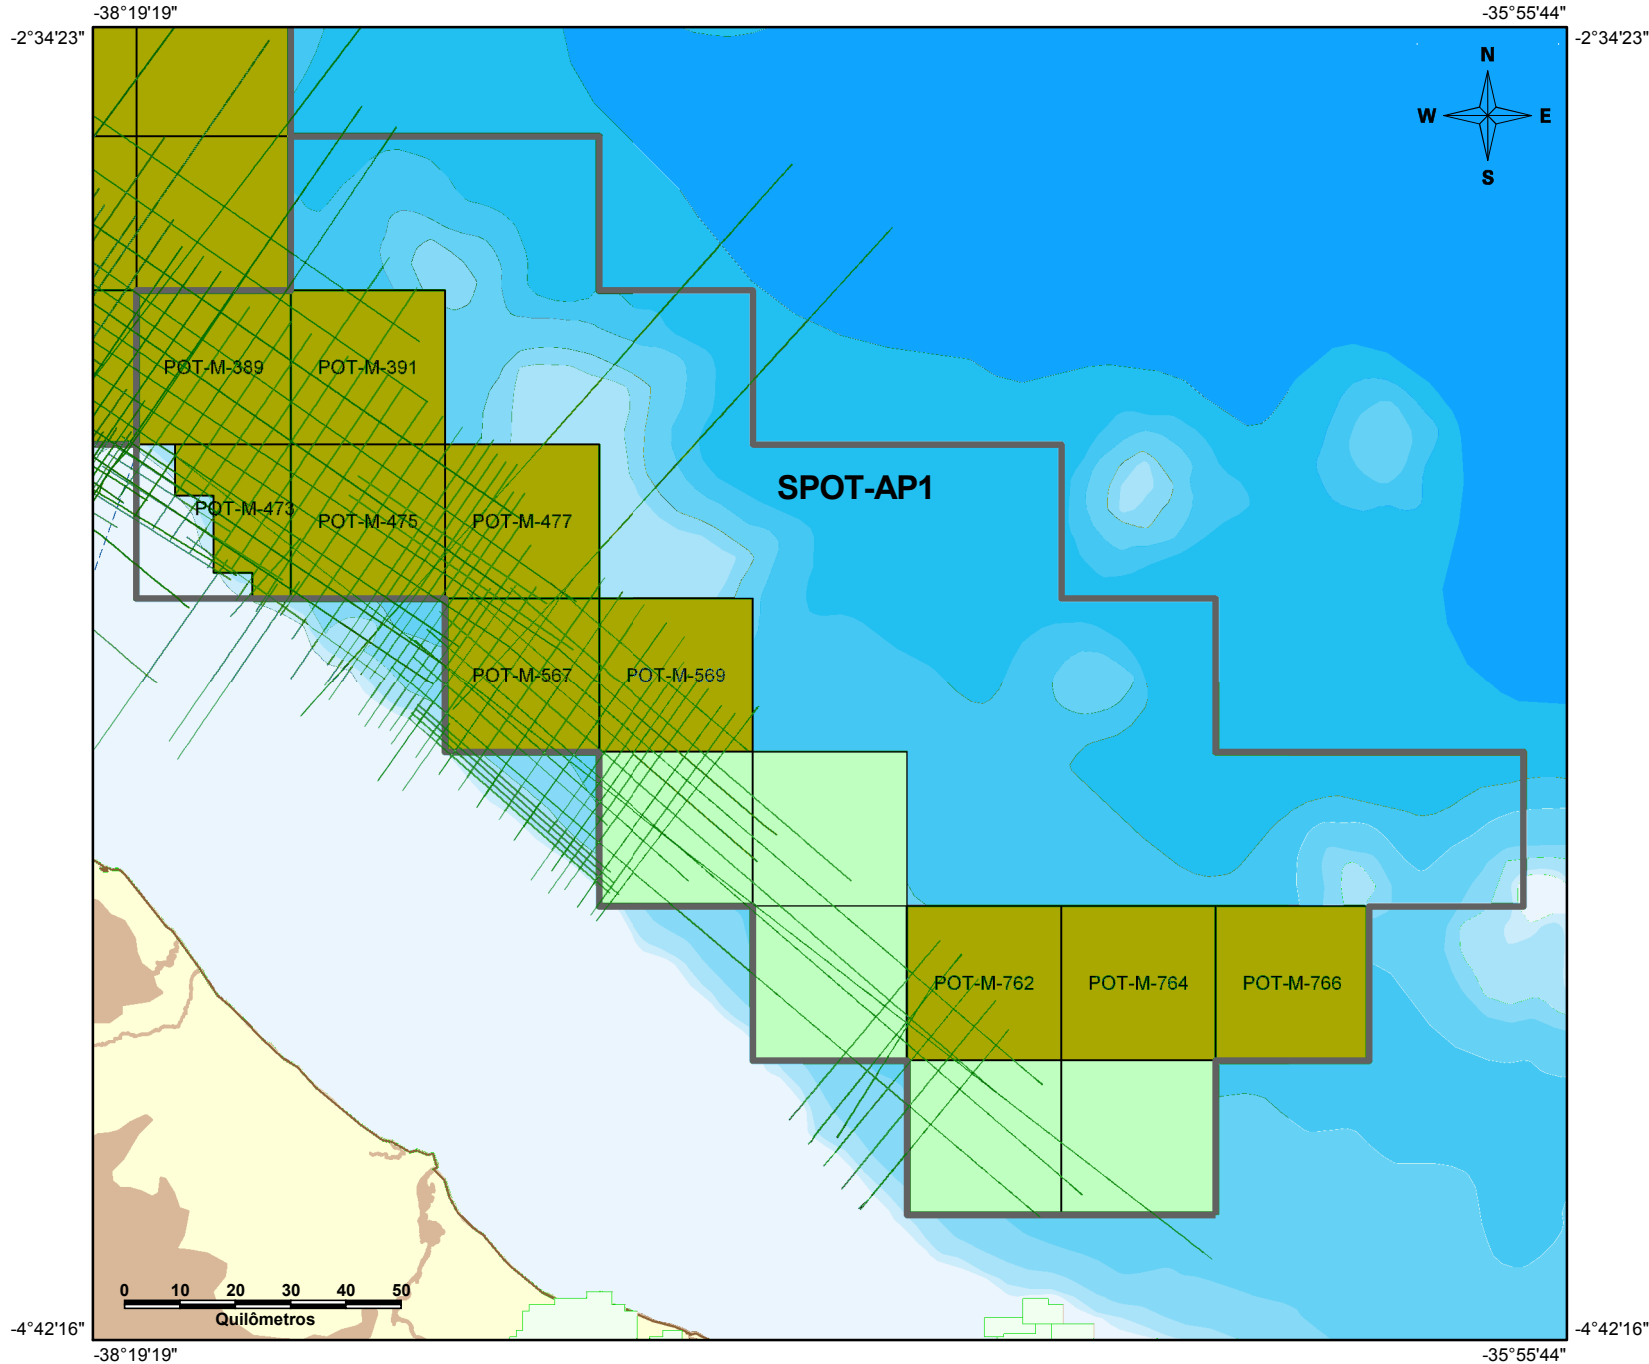 -38°19'19"
-35°55'44"
-2°34'23"
-2°34'23"
N
W
E
S
POT-M-389
POT-M-391
SPOT-AP1
POT-M-473
POT-M-475
POT-M-477
POT-M-567
POT-M-569
POT-M-762
POT-M-764
POT-M-766
0 10 20 30 40 50
Quilômetros
-4°42'16"
-4°42'16"
-38°19'19"
-35°55'44"